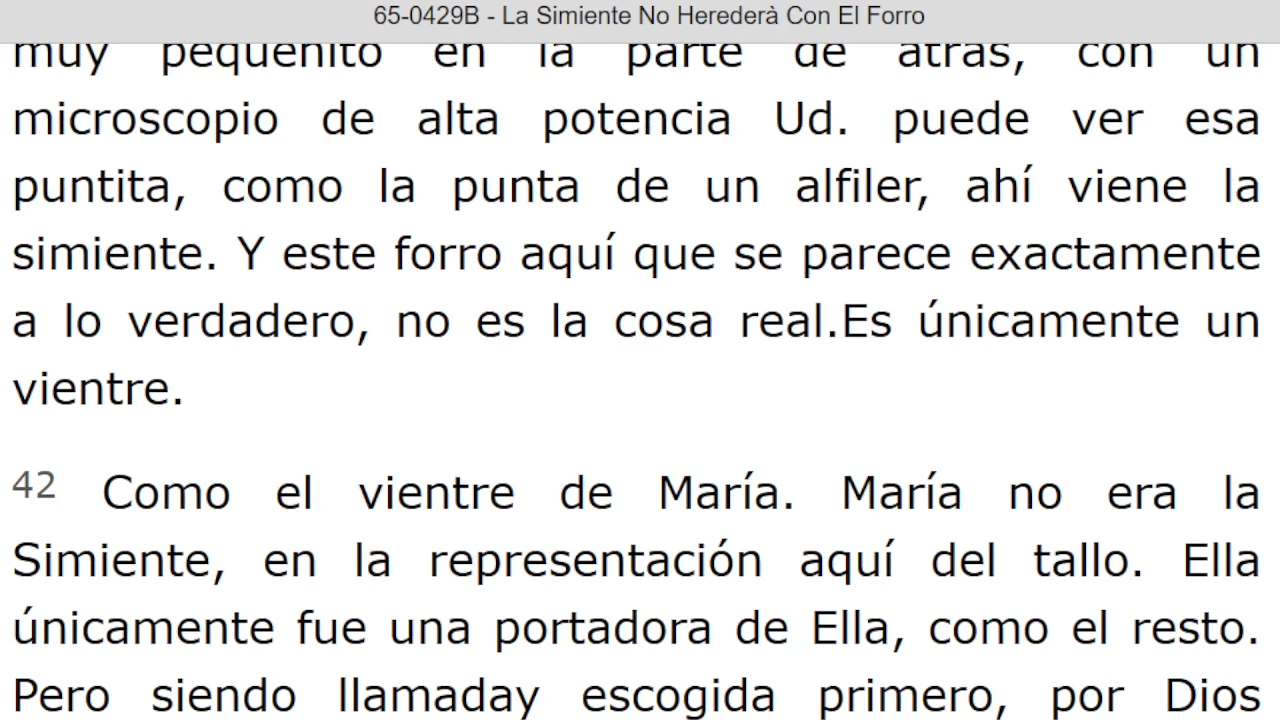 65-0429B - La Simiente No Herederà Con El Forro
muy pequeñito en la parte de atrás, con un
microscopio de alta potencia Ud. puede ver esa
puntita, como la punta de un alfiler, ahí viene la
simiente. Y este forro aquí que se parece exactamente
a lo verdadero, no es la cosa real.Es únicamente un
vientre.
42 Como el vientre de María. María no era la
Simiente, en la representación aquí del tallo. Ella
únicamente fue una portadora de Ella, como el resto.
Pero siendo llamaday escogida primero, por Dios